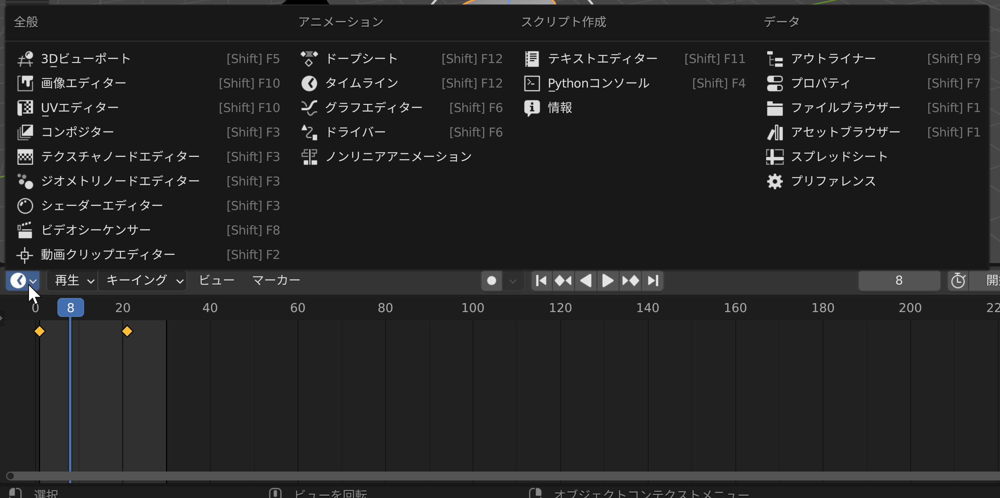 全般
3Dビューポート [Shift] F5
画像エディター [Shift] F10
UVエディター [Shift] F10
コンポジター [Shift] F3
テクスチャノードエディター [Shift] F3
ジオメトリノードエディター [Shift] F3
シェーダーエディター [Shift] F3
ビデオシーケンサー [Shift] F8
動画クリップエディター [Shift] F2
アニメーション
ドープシート [Shift] F12
タイムライン [Shift] F12
グラフエディター [Shift] F6
ドライバー [Shift] F6
ノンリニアアニメーション
スクリプト作成
テキストエディター [Shift] F11
Pythonコンソール [Shift] F4
情報
データ
アウトライナー [Shift] F9
プロパティ [Shift] F7
ファイルブラウザー [Shift] F1
アセットブラウザー [Shift] F1
スプレッドシート
プリファレンス
再生 キーイング ビュー マーカー 8 開
0 8 20 40 60 80 100 120 140 160 180 200 22
選択 ビューを回転 オブジェクトコンテクストメニュー